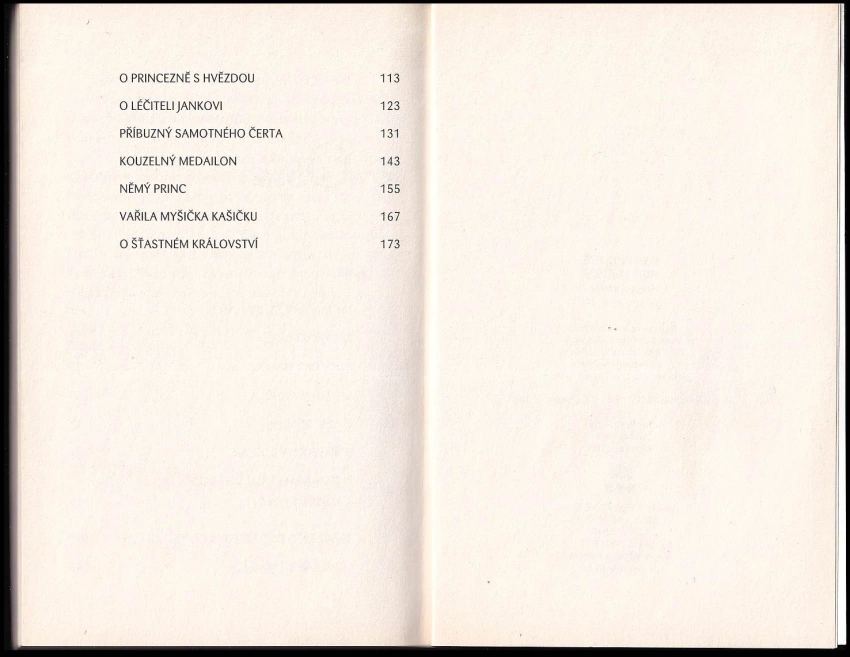 O PRINCEZNĚ S HVĚZDOU 113
O LÉČITELI JANKOVI 123
PŘÍBUZNÝ SAMOTNÉHO ČERTA 131
KOUZELNÝ MEDAILON 143
NĚMÝ PRINC 155
VAŘILA MYŠIČKA KAŠIČKU 167
O ŠŤASTNÉM KRÁLOVSTVÍ 173